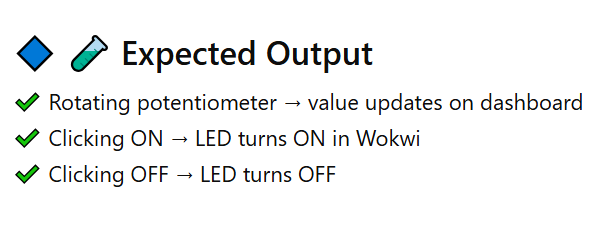 Expected Output
Rotating potentiometer → value updates on dashboard
Clicking ON → LED turns ON in Wokwi
Clicking OFF → LED turns OFF